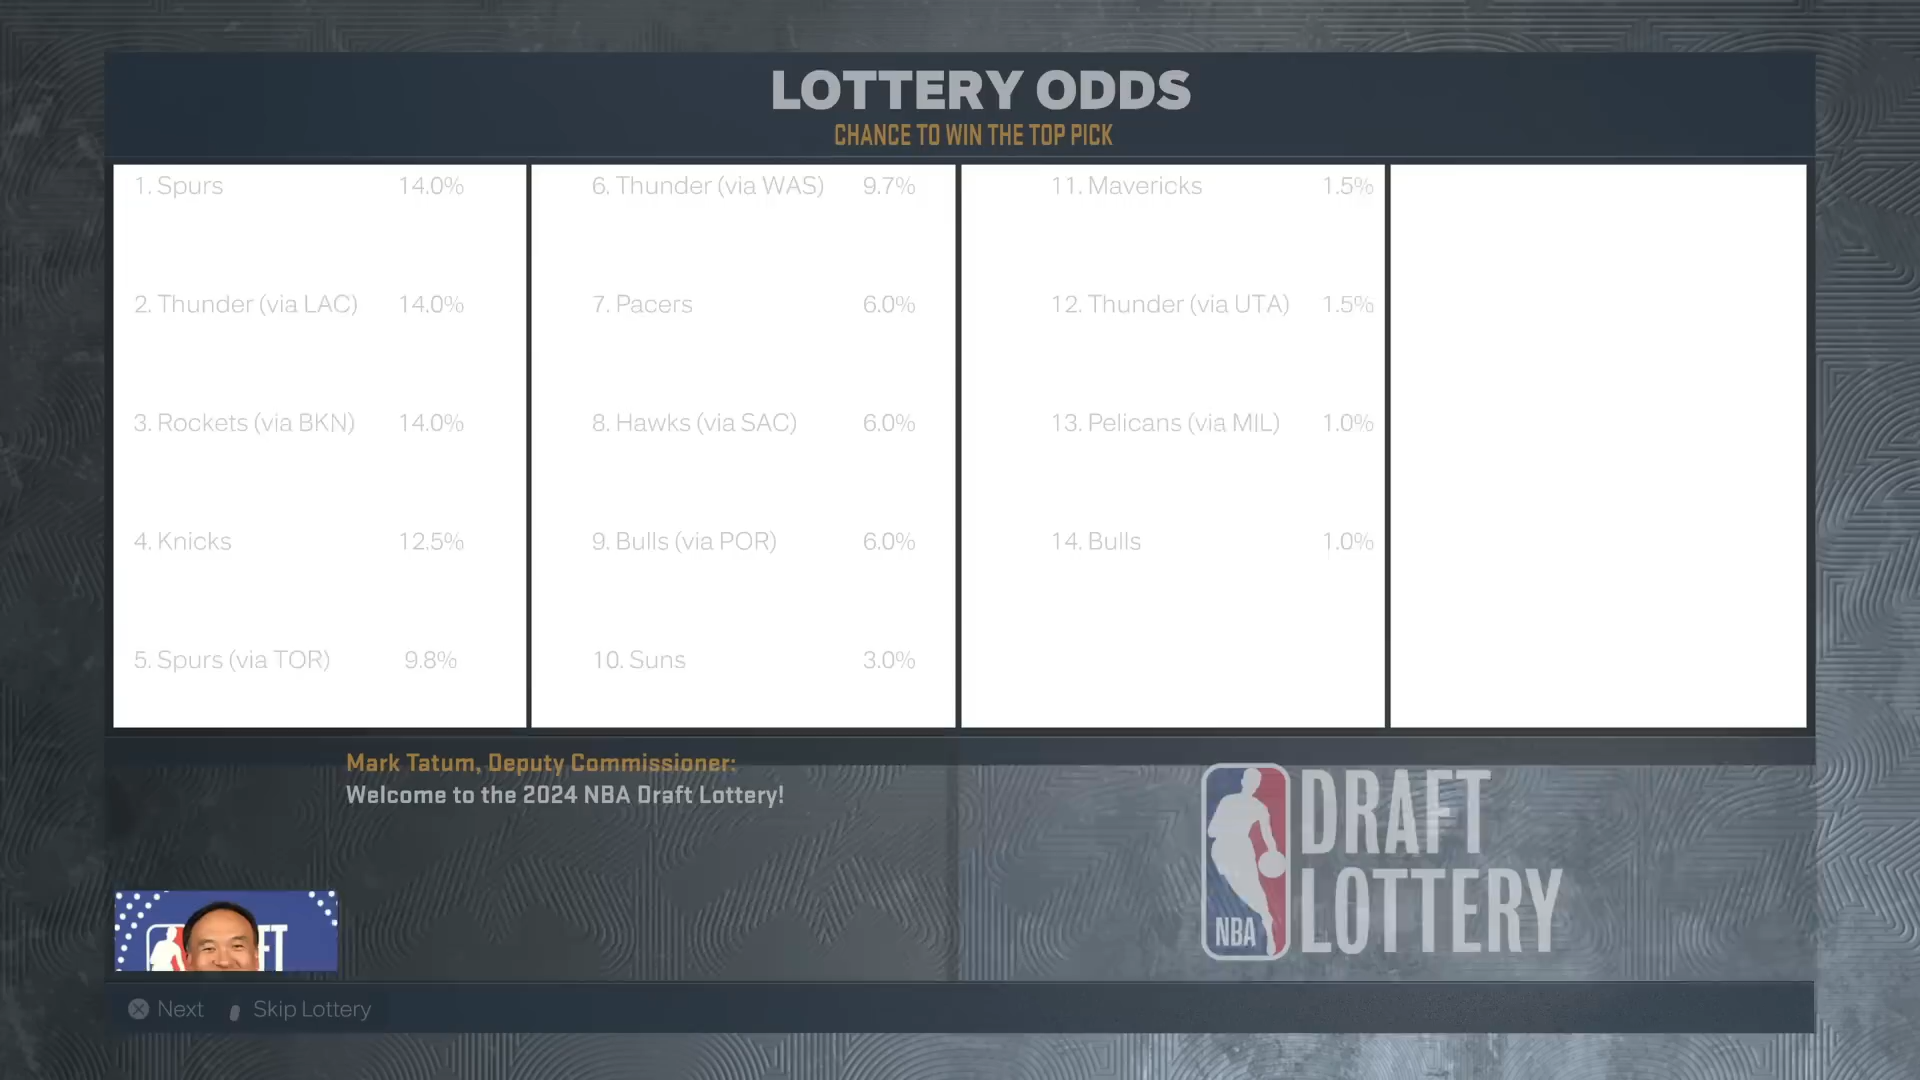 LOTTERY ODDS
CHANCE TO WIN THE TOP PICK
1. Spurs 14.0%
2. Thunder (via LAC) 14.0%
3. Rockets (via BKN) 14.0%
4. Knicks 12.5%
5. Spurs (via TOR) 9.8%
6. Thunder (via WAS) 9.7%
7. Pacers 6.0%
8. Hawks (via SAC) 6.0%
9. Bulls (via POR) 6.0%
10. Suns 3.0%
11. Mavericks 1.5%
12. Thunder (via UTA) 1.5%
13. Pelicans (via MIL) 1.0%
14. Bulls 1.0%
Mark Tatum, Deputy Commissioner:
Welcome to the 2024 NBA Draft Lottery!
FT
NBA
DRAFT
LOTTERY
Next Skip Lottery